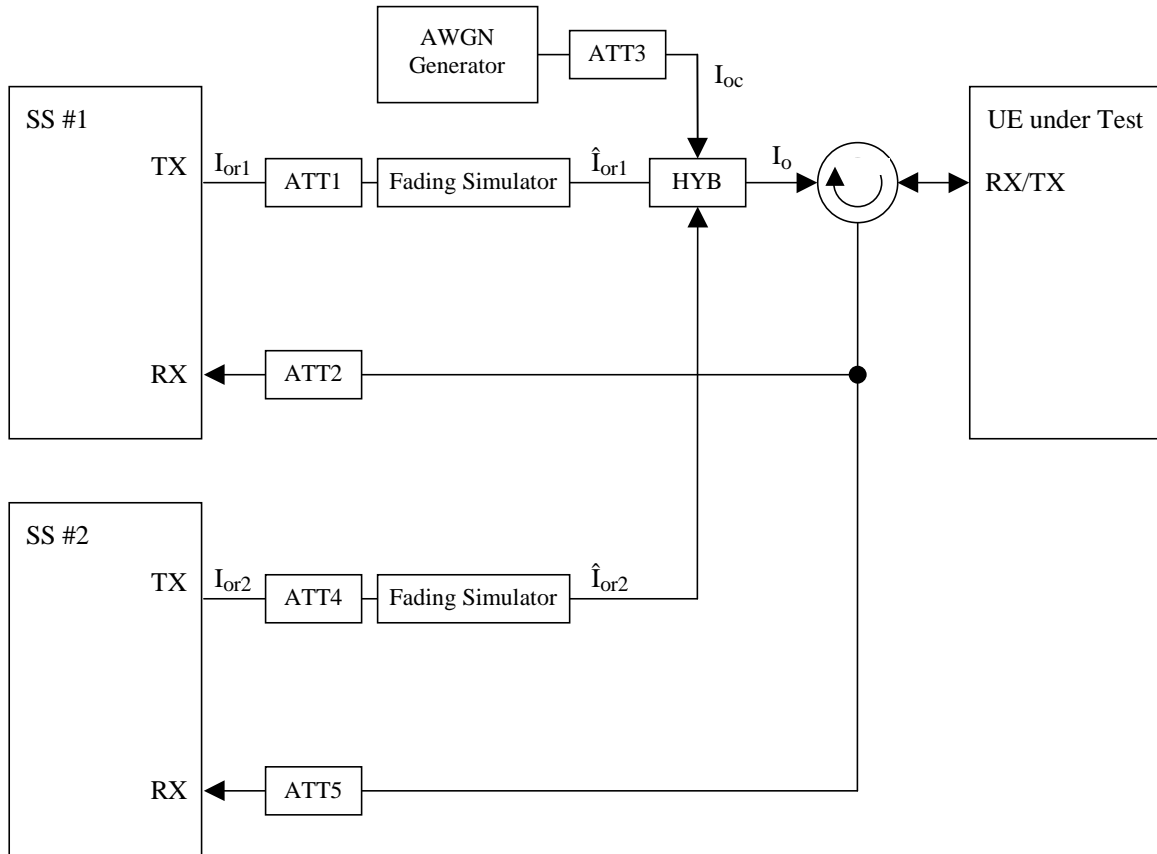 AWGN
Generator
ATT3
I_oc
SS #1
UE under Test
TX
I_or1
ATT1
Fading Simulator
Î_or1
HYB
I_o
RX/TX
RX
ATT2
SS #2
TX
I_or2
ATT4
Fading Simulator
Î_or2
RX
ATT5